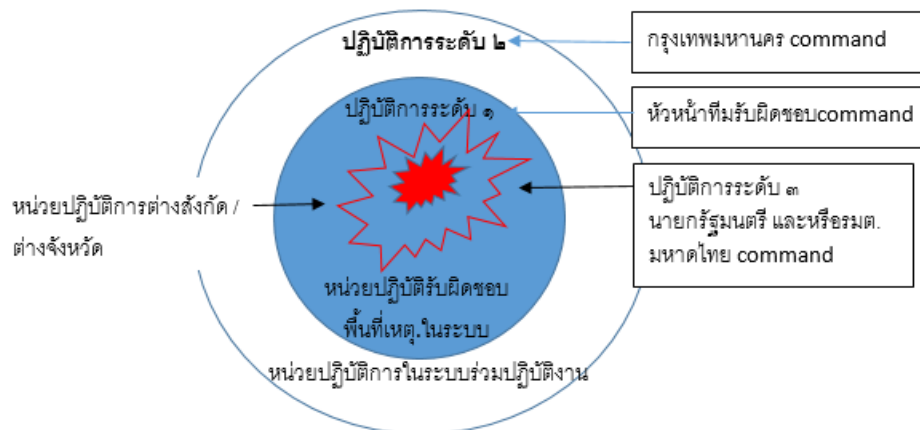 ปฏิบัติการระดับ ๒
กรุงเทพมหานคร command
ปฏิบัติการระดับ ๑
หัวหน้าทีมรับผิดชอบcommand
ปฏิบัติการระดับ ๓
นายกรัฐมนตรี และหรือรมต.
มหาดไทย command
หน่วยปฏิบัติการต่างสังกัด /
ต่างจังหวัด
หน่วยปฏิบัติรับผิดชอบ
พื้นที่เหตุ.ในระบบ
หน่วยปฏิบัติการในระบบร่วมปฏิบัติงาน